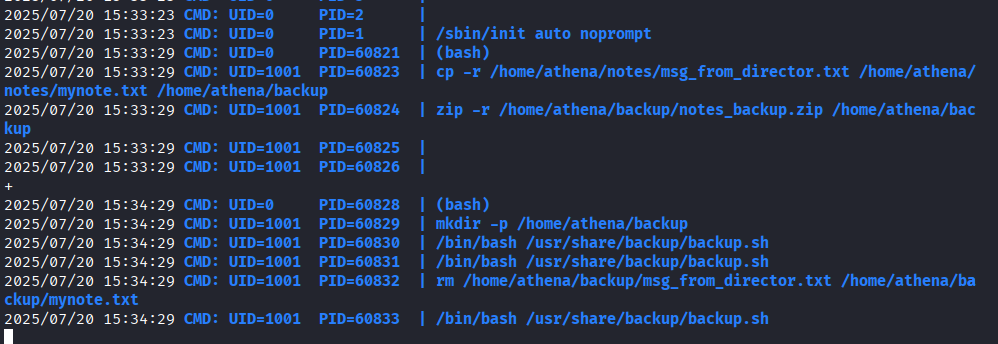 2025/07/20 15:33:23 CMD: UID=0 PID=2 |
2025/07/20 15:33:23 CMD: UID=0 PID=1 | /sbin/init auto noprompt
2025/07/20 15:33:29 CMD: UID=0 PID=60821 | (bash)
2025/07/20 15:33:29 CMD: UID=1001 PID=60823 | cp -r /home/athena/notes/msg_from_director.txt /home/athena/
notes/mynote.txt /home/athena/backup
2025/07/20 15:33:29 CMD: UID=1001 PID=60824 | zip -r /home/athena/backup/notes_backup.zip /home/athena/bac
kup
2025/07/20 15:33:29 CMD: UID=1001 PID=60825 |
2025/07/20 15:33:29 CMD: UID=1001 PID=60826 |
+
2025/07/20 15:34:29 CMD: UID=0 PID=60828 | (bash)
2025/07/20 15:34:29 CMD: UID=1001 PID=60829 | mkdir -p /home/athena/backup
2025/07/20 15:34:29 CMD: UID=1001 PID=60830 | /bin/bash /usr/share/backup/backup.sh
2025/07/20 15:34:29 CMD: UID=1001 PID=60831 | /bin/bash /usr/share/backup/backup.sh
2025/07/20 15:34:29 CMD: UID=1001 PID=60832 | rm /home/athena/backup/msg_from_director.txt /home/athena/ba
ckup/mynote.txt
2025/07/20 15:34:29 CMD: UID=1001 PID=60833 | /bin/bash /usr/share/backup/backup.sh